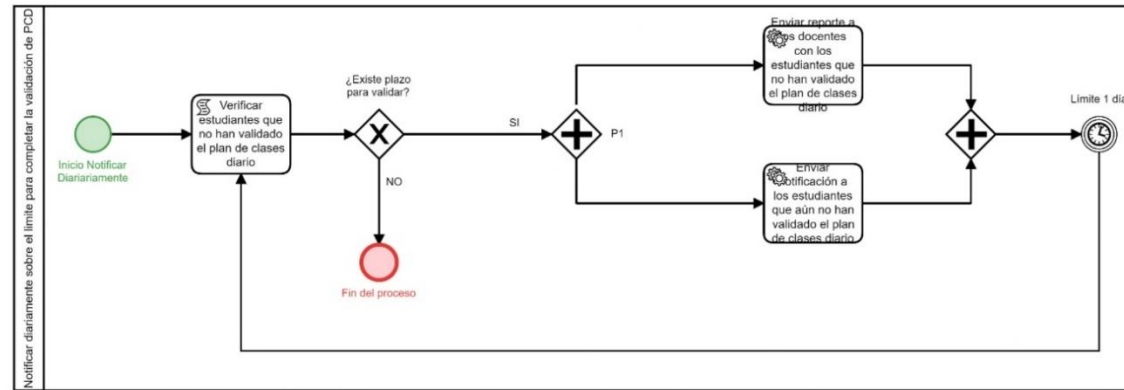 Notificar diariamente sobre el limite para completar la validación de PCD
Inicio Notificar
Diariariamente
Verificar
estudiantes que
no han validado
el plan de clases
diario
¿Existe plazo
para validar?
SI
NO
Fin del proceso
P1
Enviar reporte a
los docentes
con los
estudiantes que
no han validado
el plan de clases
diario
Enviar
notificación a
los estudiantes
que aún no han
validado el plan
de clases diario
Límite 1 día